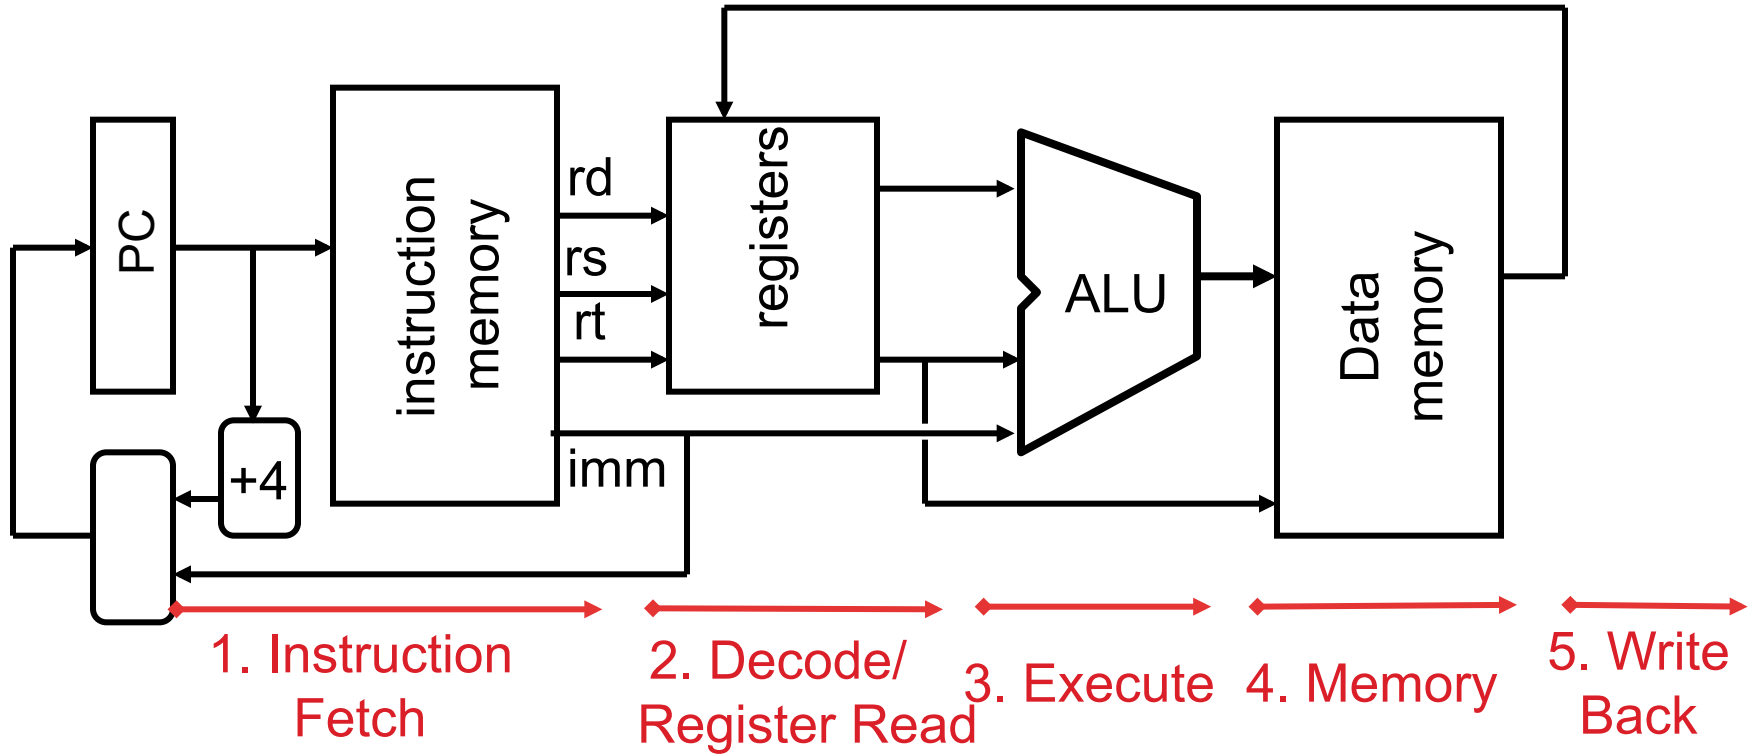 PC
+4
instruction
memory
rd
rs
rt
imm
registers
ALU
Data
memory
1. Instruction
Fetch
2. Decode/
Register Read
3. Execute
4. Memory
5. Write
Back